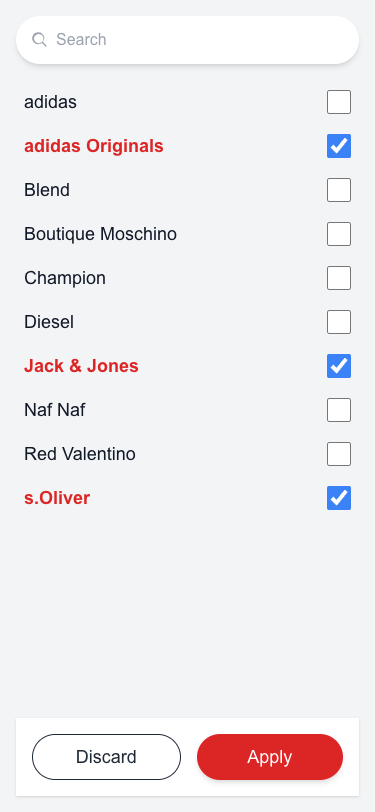 Search
adidas
adidas Originals
Blend
Boutique Moschino
Champion
Diesel
Jack & Jones
Naf Naf
Red Valentino
s.Oliver
Discard
Apply